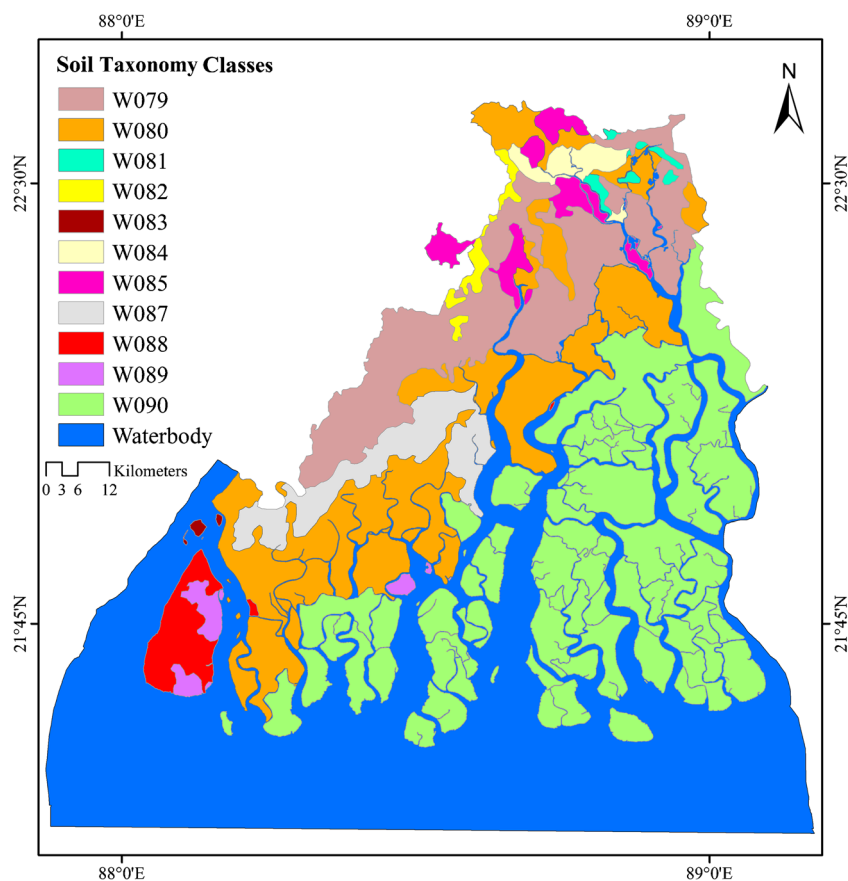 88°0'E 89°0'E
N
Soil Taxonomy Classes
W079
W080
W081
W082
W083
W084
W085
W087
W088
W089
W090
Waterbody
Kilometers
0 3 6 12
22°30'N 22°30'N
21°45'N 21°45'N
88°0'E 89°0'E